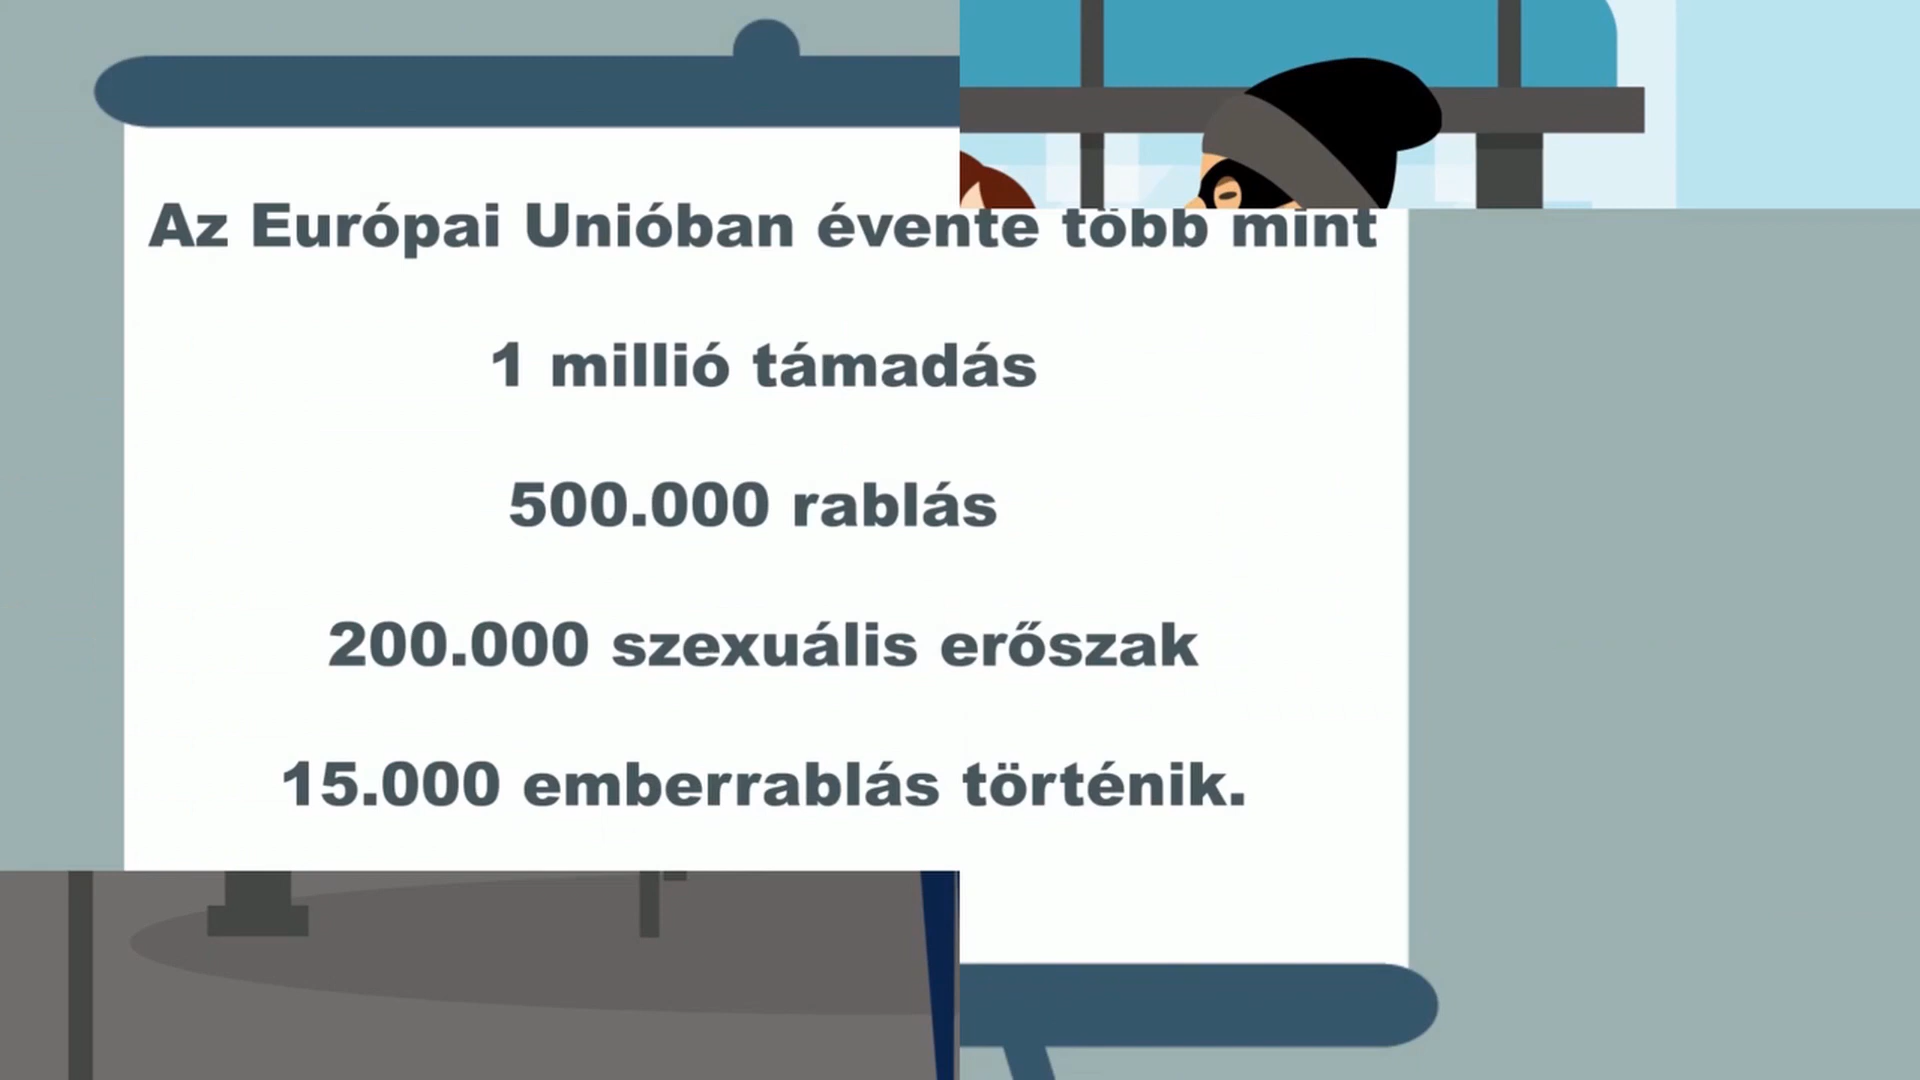 Az Európai Unióban évente több mint
1 millió támadás
500.000 rablás
200.000 szexuális erőszak
15.000 emberrablás történik.